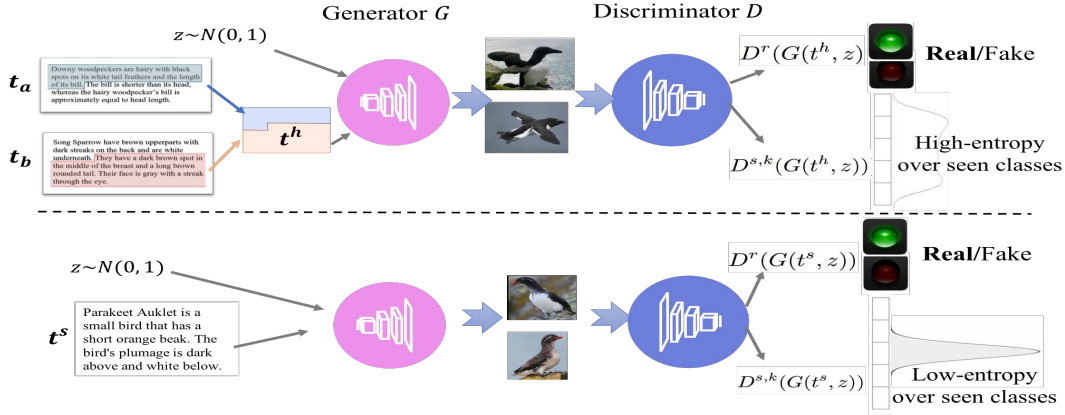 Generator G
Discriminator D
z~N(0, 1)
t_a
Downy woodpeckers are hairy with black
spots on its white tail feathers and the length
of its bill. The bill is shorter than its head,
whereas the hairy woodpecker's bill is
approximately equal to head length.
t_b
Song Sparrow have brown upperparts with
dark streaks on the back and are white
underneath. They have a dark brown spot in
the middle of the breast and a long brown
rounded tail. Their face is gray with a streak
through the eye.
t^h
D^r(G(t^h, z))
Real/Fake
D^{s,k}(G(t^h, z))
High-entropy
over seen classes
z~N(0, 1)
t^s
Parakeet Auklet is a
small bird that has a
short orange beak. The
bird's plumage is dark
above and white below.
D^r(G(t^s, z))
Real/Fake
D^{s,k}(G(t^s, z))
Low-entropy
over seen classes